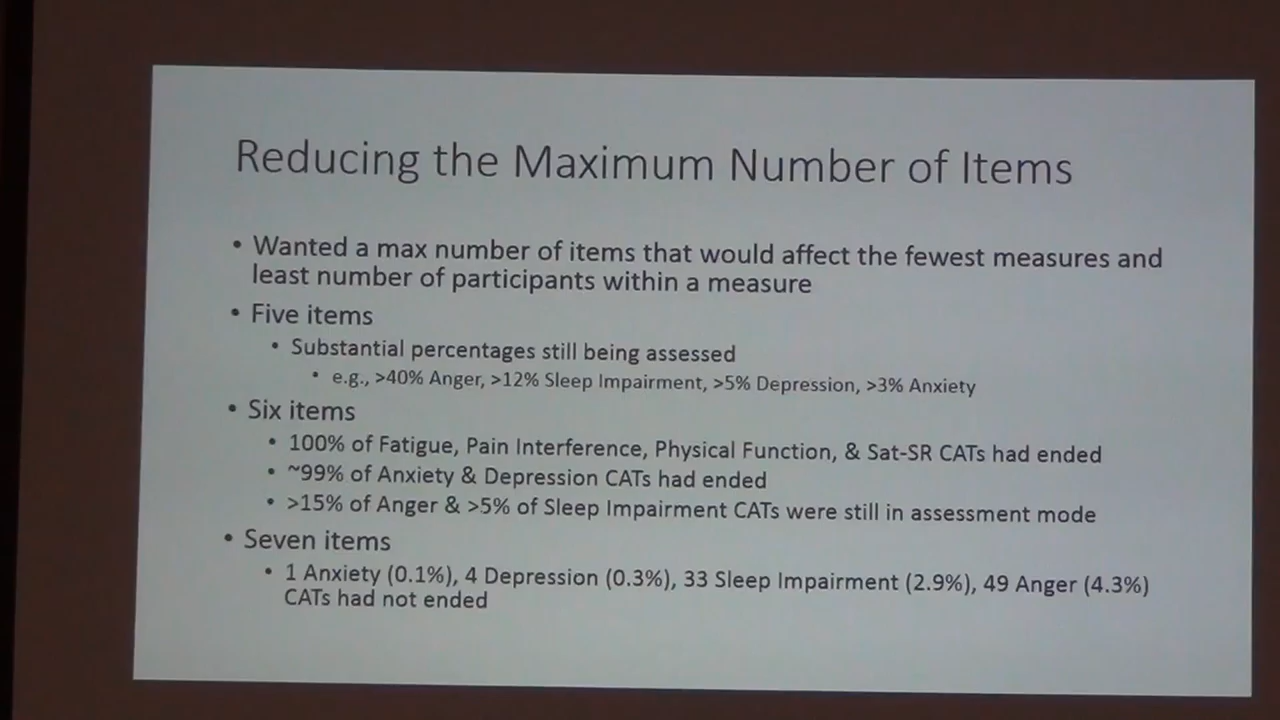 Reducing the Maximum Number of Items
• Wanted a max number of items that would affect the fewest measures and
least number of participants within a measure
• Five items
• Substantial percentages still being assessed
• e.g., >40% Anger, >12% Sleep Impairment, >5% Depression, >3% Anxiety
• Six items
• 100% of Fatigue, Pain Interference, Physical Function, & Sat-SR CATs had ended
• ~99% of Anxiety & Depression CATs had ended
• >15% of Anger & >5% of Sleep Impairment CATs were still in assessment mode
• Seven items
• 1 Anxiety (0.1%), 4 Depression (0.3%), 33 Sleep Impairment (2.9%), 49 Anger (4.3%)
CATs had not ended